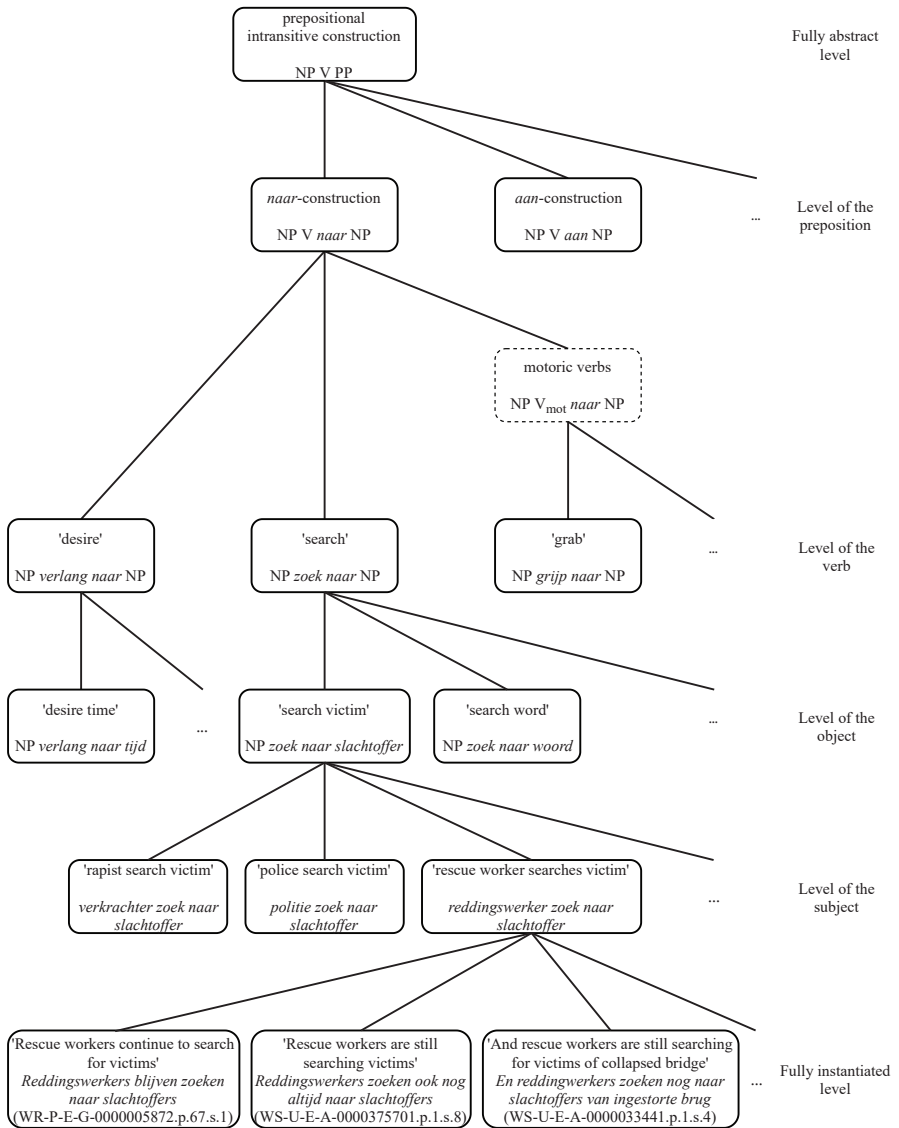 prepositional
intransitive construction
NP V PP
Fully abstract
level
naar-construction
NP V naar NP
aan-construction
NP V aan NP
...
Level of the
preposition
motoric verbs
NP Vmot naar NP
'desire'
NP verlang naar NP
'search'
NP zoek naar NP
'grab'
NP grijp naar NP
...
Level of the
verb
'desire time'
NP verlang naar tijd
...
'search victim'
NP zoek naar slachtoffer
'search word'
NP zoek naar woord
...
Level of the
object
'rapist search victim'
verkrachter zoek naar
slachtoffer
'police search victim'
politie zoek naar
slachtoffer
'rescue worker searches victim'
reddingswerker zoek naar
slachtoffer
...
Level of the
subject
'Rescue workers continue to search
for victims'
Reddingswerkers blijven zoeken
naar slachtoffers
(WR-P-E-G-0000005872.p.67.s.1)
'Rescue workers are still
searching victims'
Reddingswerkers zoeken ook nog
altijd naar slachtoffers
(WS-U-E-A-0000375701.p.1.s.8)
'And rescue workers are still searching
for victims of collapsed bridge'
En reddingwerkers zoeken nog naar
slachtoffers van ingestorte brug
(WS-U-E-A-0000033441.p.1.s.4)
...
Fully instantiated
level